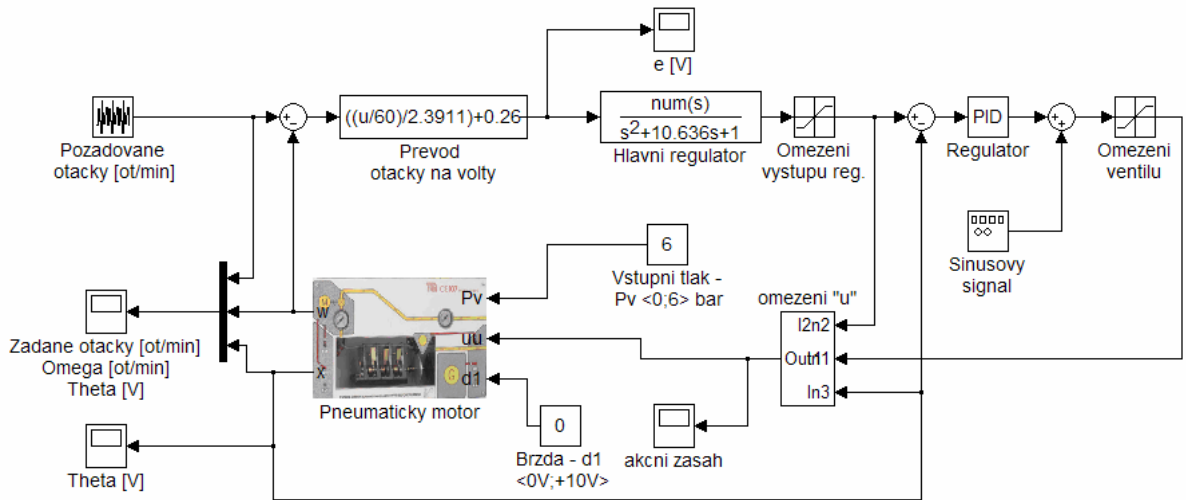 e [V]
Pozadovane
otacky [ot/min]
+
-
((u/60)/2.3911)+0.26
Prevod
otacky na volty
num(s)
s2+10.636s+1
Hlavni regulator
Omezeni
vystupu reg.
+
-
PID
Regulator
+
+
Omezeni
ventilu
Sinusovy
signal
6
Vstupni tlak -
Pv <0;6> bar
omezeni "u"
In2
Out1
In3
Pv
uu
d1
w
x
Pneumaticky motor
Zadane otacky [ot/min]
Omega [ot/min]
Theta [V]
0
Brzda - d1
<0V;+10V>
akcni zasah
Theta [V]